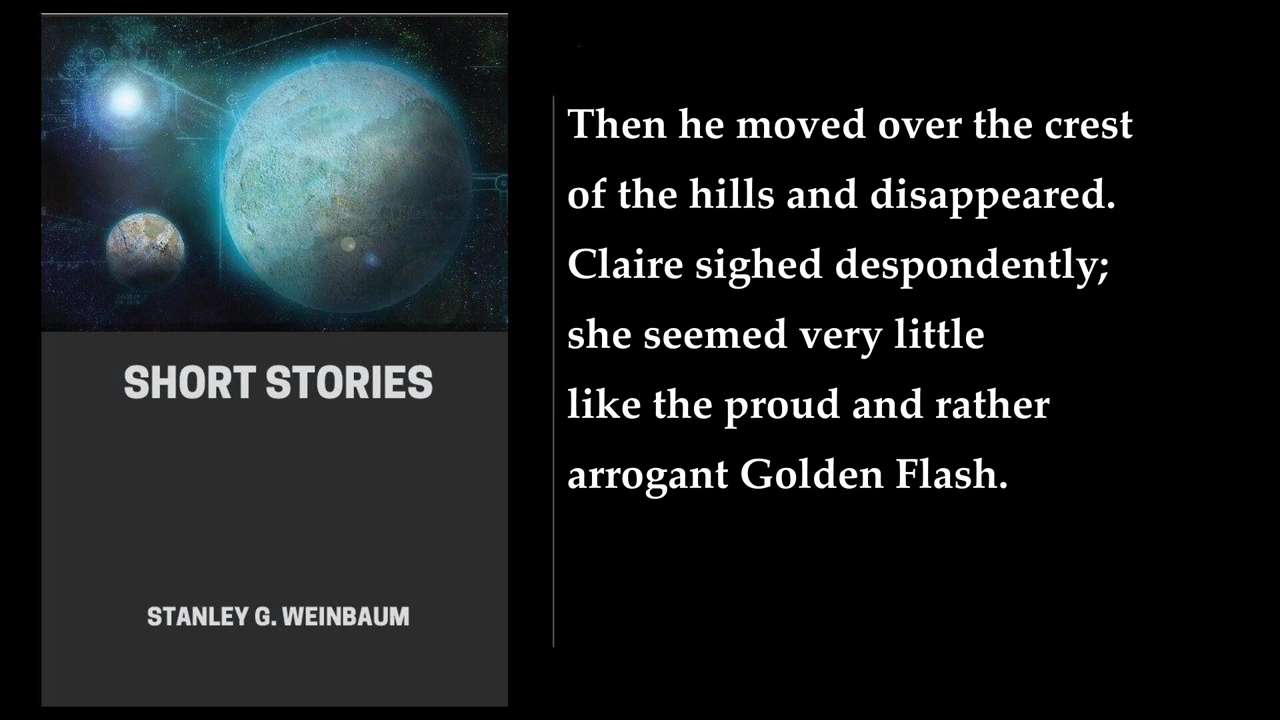 SHORT STORIES
STANLEY G. WEINBAUM
Then he moved over the crest
of the hills and disappeared.
Claire sighed despondently;
she seemed very little
like the proud and rather
arrogant Golden Flash.